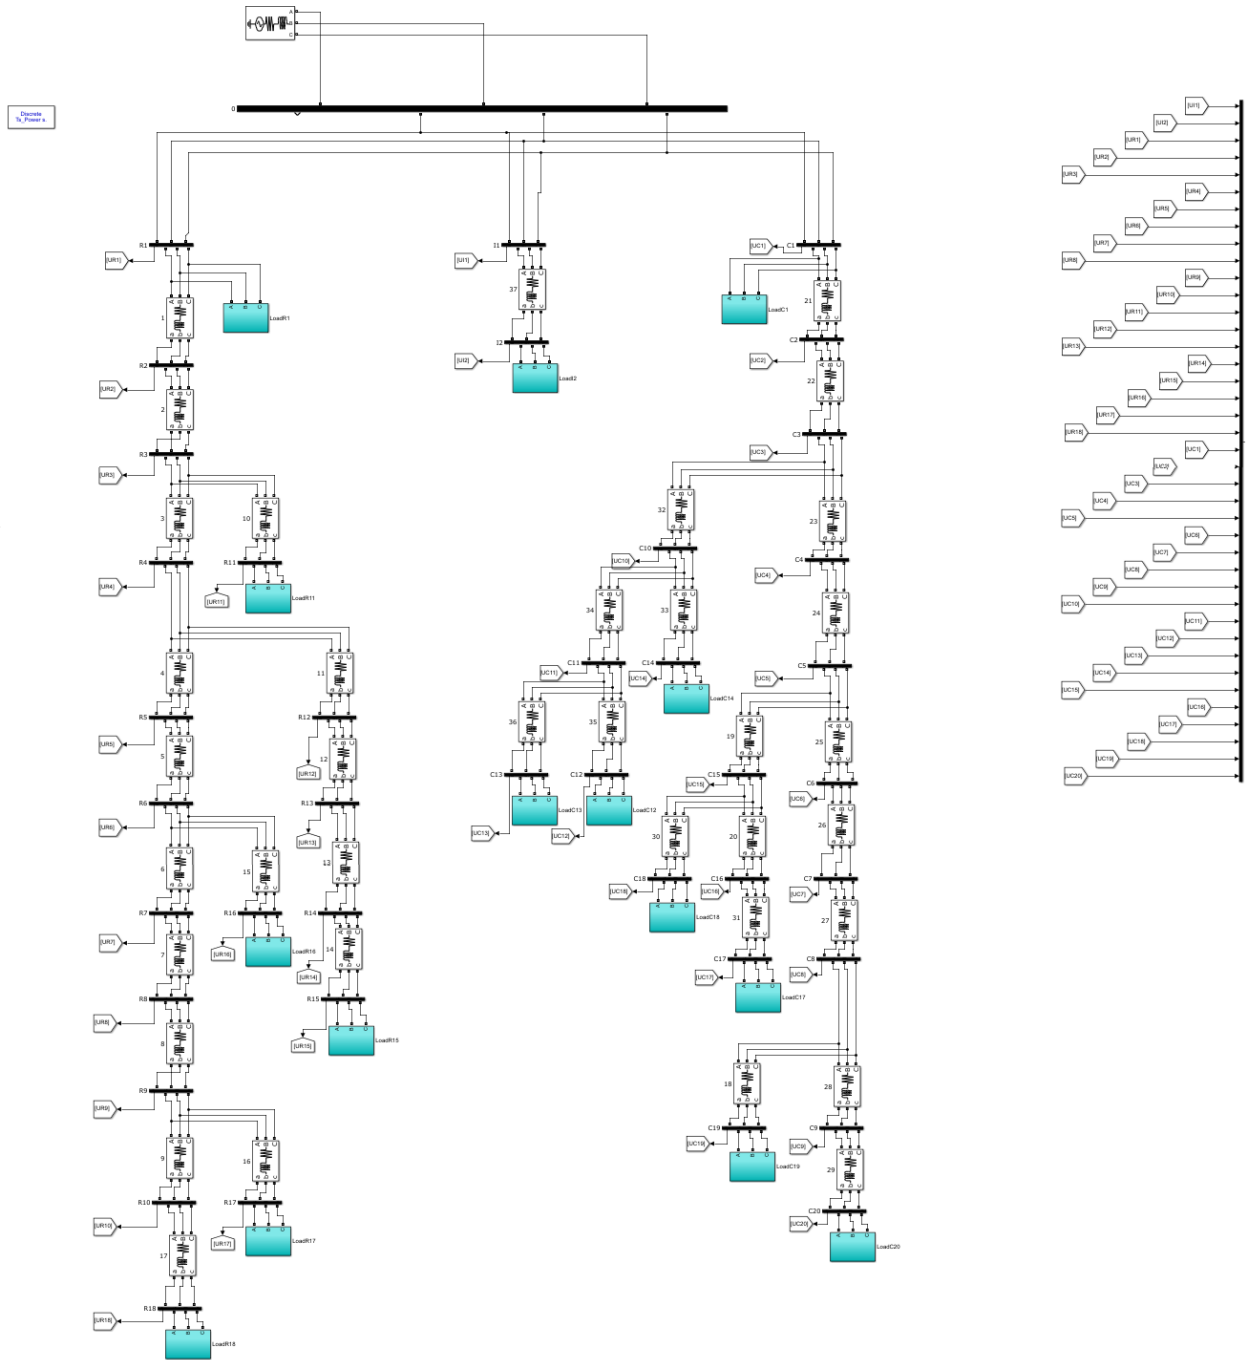 A
B
C
Discrete
Ts_Power s.
0
R1
[UR1]
1
LoadR1
R2
[UR2]
2
R3
[UR5]
3
10
R4
[UR4]
R11
[UR11]
LoadR11
4
11
R5
[UR5]
R12
[UR12]
5
12
R6
[UR6]
R13
[UR13]
6
15
13
R7
[UR7]
R16
[UR16]
LoadR16
R14
[UR14]
7
14
R8
[UR8]
R15
[UR15]
LoadR15
8
R9
[UR9]
9
16
R10
[UR10]
R17
[UR17]
LoadR17
17
R18
[UR18]
LoadR18
I1
[UI1]
37
I2
[UI2]
LoadI2
C1
[UC1]
LoadC1
21
C2
[UC2]
22
C3
[UC3]
32
23
C10
[UC10]
C4
[UC4]
34
33
24
C11
[UC11]
C14
[UC14]
LoadC14
C5
[UC5]
36
35
19
25
C13
[UC13]
LoadC13
C12
[UC12]
LoadC12
C15
[UC15]
C6
[UC6]
30
20
26
C18
[UC18]
LoadC18
C16
[UC16]
C7
[UC7]
31
27
C17
[UC17]
LoadC17
C8
[UC8]
18
28
C19
[UC19]
LoadC19
C9
[UC9]
29
C20
[UC20]
LoadC20
[UI1]
[UI2]
[UR1]
[UR2]
[UR3]
[UR4]
[UR5]
[UR6]
[UR7]
[UR8]
[UR9]
[UR10]
[UR11]
[UR12]
[UR13]
[UR14]
[UR15]
[UR16]
[UR17]
[UR18]
[UC1]
[UC2]
[UC3]
[UC4]
[UC5]
[UC6]
[UC7]
[UC8]
[UC9]
[UC10]
[UC11]
[UC12]
[UC13]
[UC14]
[UC15]
[UC16]
[UC17]
[UC18]
[UC19]
[UC20]